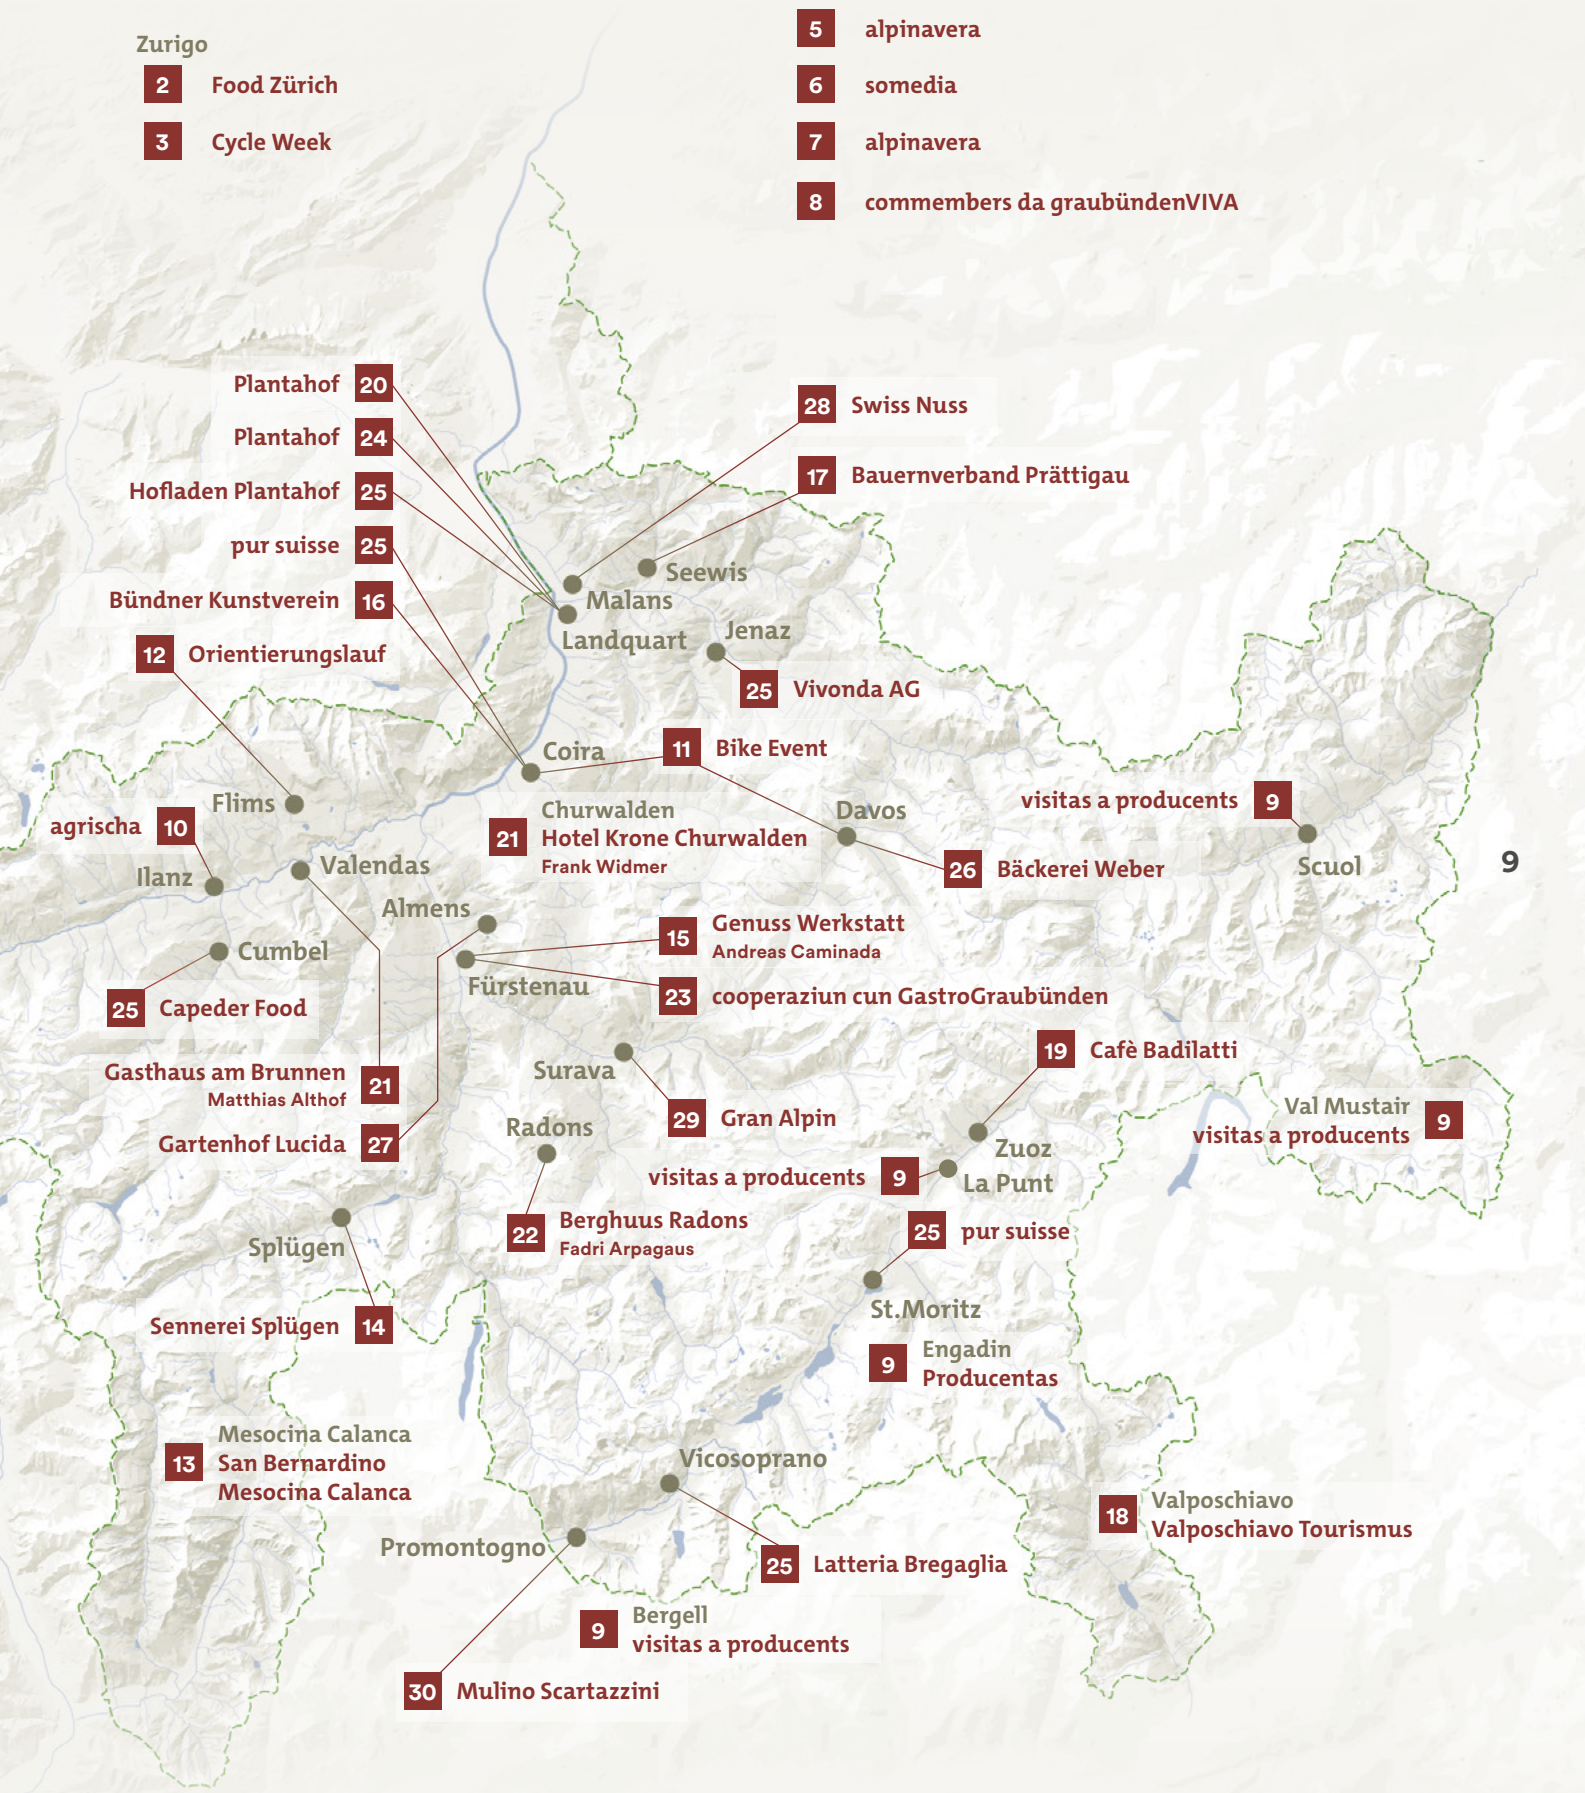 Zurigo
2 Food Zürich
3 Cycle Week
5 alpinavera
6 somedia
7 alpinavera
8 commembers da graubündenVIVA
Plantahof 20
Plantahof 24
Hofladen Plantahof 25
pur suisse 25
Bündner Kunstverein 16
12 Orientierungslauf
28 Swiss Nuss
17 Bauernverband Prättigau
Seewis
Malans
Landquart
Jenaz
25 Vivonda AG
Coira
11 Bike Event
Flims
agrischa 10
Ilanz
Valendas
Churwalden
21 Hotel Krone Churwalden
Frank Widmer
Davos
26 Bäckerei Weber
visitas a producents 9
Scuol
9
Almens
Cumbel
25 Capeder Food
Fürstenau
15 Genuss Werkstatt
Andreas Caminada
23 cooperaziun cun GastroGraubünden
Gasthaus am Brunnen 21
Matthias Althof
Gartenhof Lucida 27
Surava
29 Gran Alpin
19 Cafè Badilatti
Val Mustair
visitas a producents 9
Radons
22 Berghuus Radons
Fadri Arpagaus
Zuoz
La Punt
visitas a producents 9
25 pur suisse
St.Moritz
Splügen
Sennerei Splügen 14
9 Engadin
Producentas
Mesocina Calanca
13 San Bernardino
Mesocina Calanca
Vicosoprano
25 Latteria Bregaglia
18 Valposchiavo
Valposchiavo Tourismus
Promontogno
9 Bergell
visitas a producents
30 Mulino Scartazzini